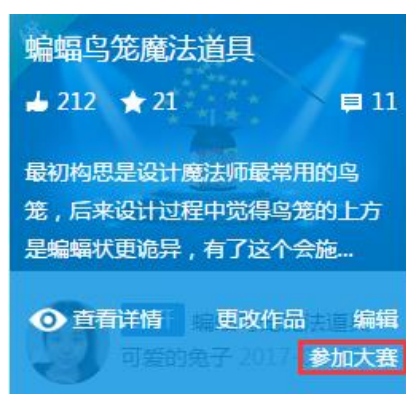 蝙蝠鸟笼魔法道具
212 21 11
最初构思是设计魔法师最常用的鸟
笼，后来设计过程中觉得鸟笼的上方
是蝙蝠状更诡异，有了这个会施...
查看详情 更改作品 编辑
可爱的兔子 2017 参加大赛